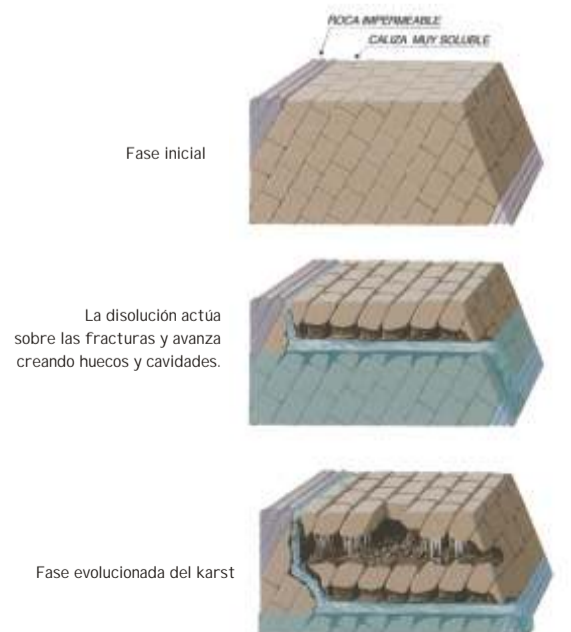 ROCA IMPERMEABLE
CALIZA MUY SOLUBLE
Fase inicial
La disolución actúa
sobre las fracturas y avanza
creando huecos y cavidades.
Fase evolucionada del karst